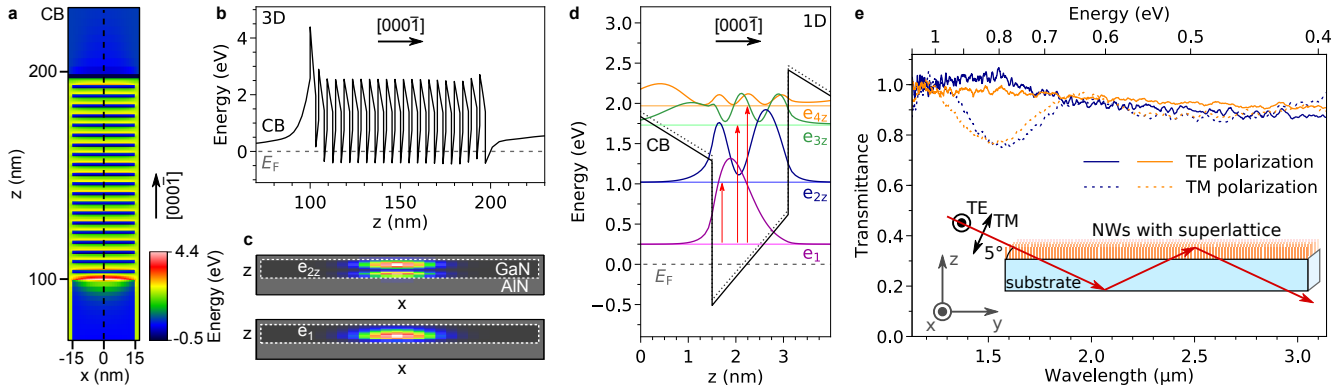 a
CB
200
100
z (nm)
[0001̄]
4.4
-0.5
Energy (eV)
-15
0
15
x (nm)
b
3D
[0001̄]
4
2
0
Energy (eV)
CB
E_F
100
150
200
z (nm)
c
z
e_2z
GaN
AlN
x
z
e_1
x
d
1D
[0001̄]
3.0
2.5
2.0
1.5
1.0
0.5
0.0
−0.5
Energy (eV)
CB
e_4z
e_3z
e_2z
e_1
E_F
0
1
2
3
z (nm)
e
Energy (eV)
1
0.8
0.7
0.6
0.5
0.4
1.0
0.8
0.6
0.4
0.2
0.0
Transmittance
TE polarization
TM polarization
TE
TM
NWs with superlattice
5°
substrate
z
x
y
1.5
2.0
2.5
3.0
Wavelength (μm)